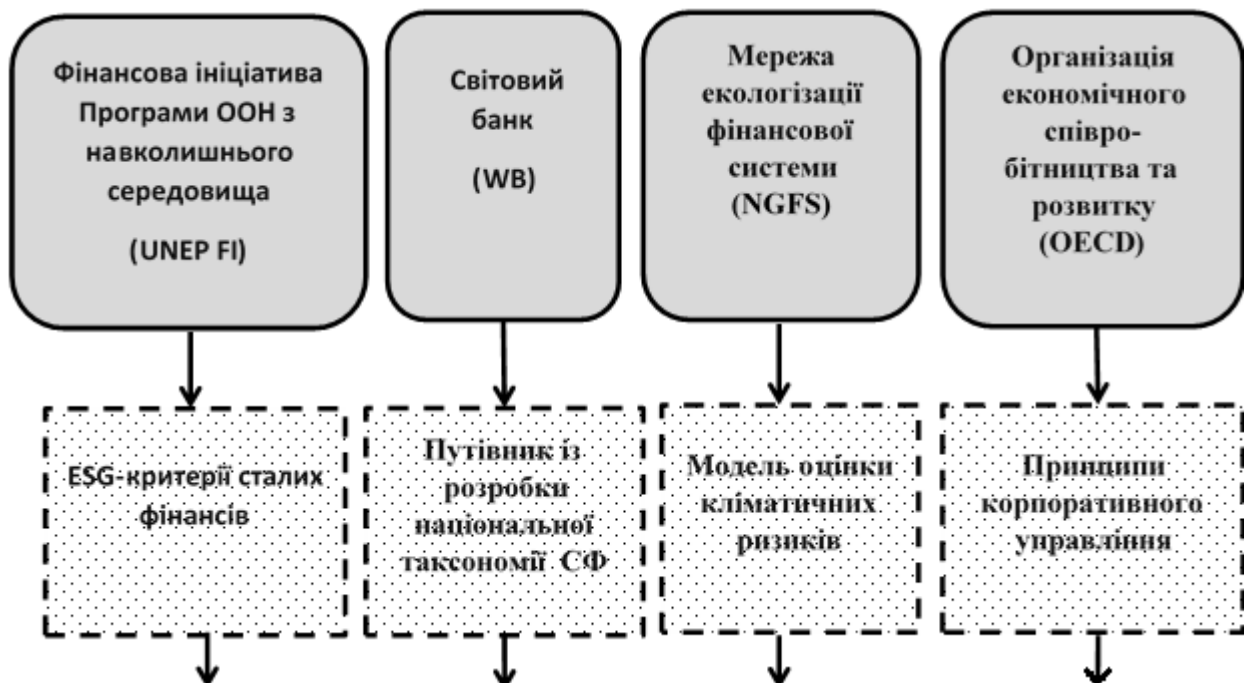 Фінансова ініціатива
Програми ООН з
навколишнього
середовища
(UNEP FI)
Світовий
банк
(WB)
Мережа
екологізації
фінансової
системи
(NGFS)
Організація
економічного
співро-
бітництва та
розвитку
(OECD)
ESG-критерії сталих
фінансів
Путівник із
розробки
національної
таксономії СФ
Модель оцінки
кліматичних
ризиків
Принципи
корпоративного
управління